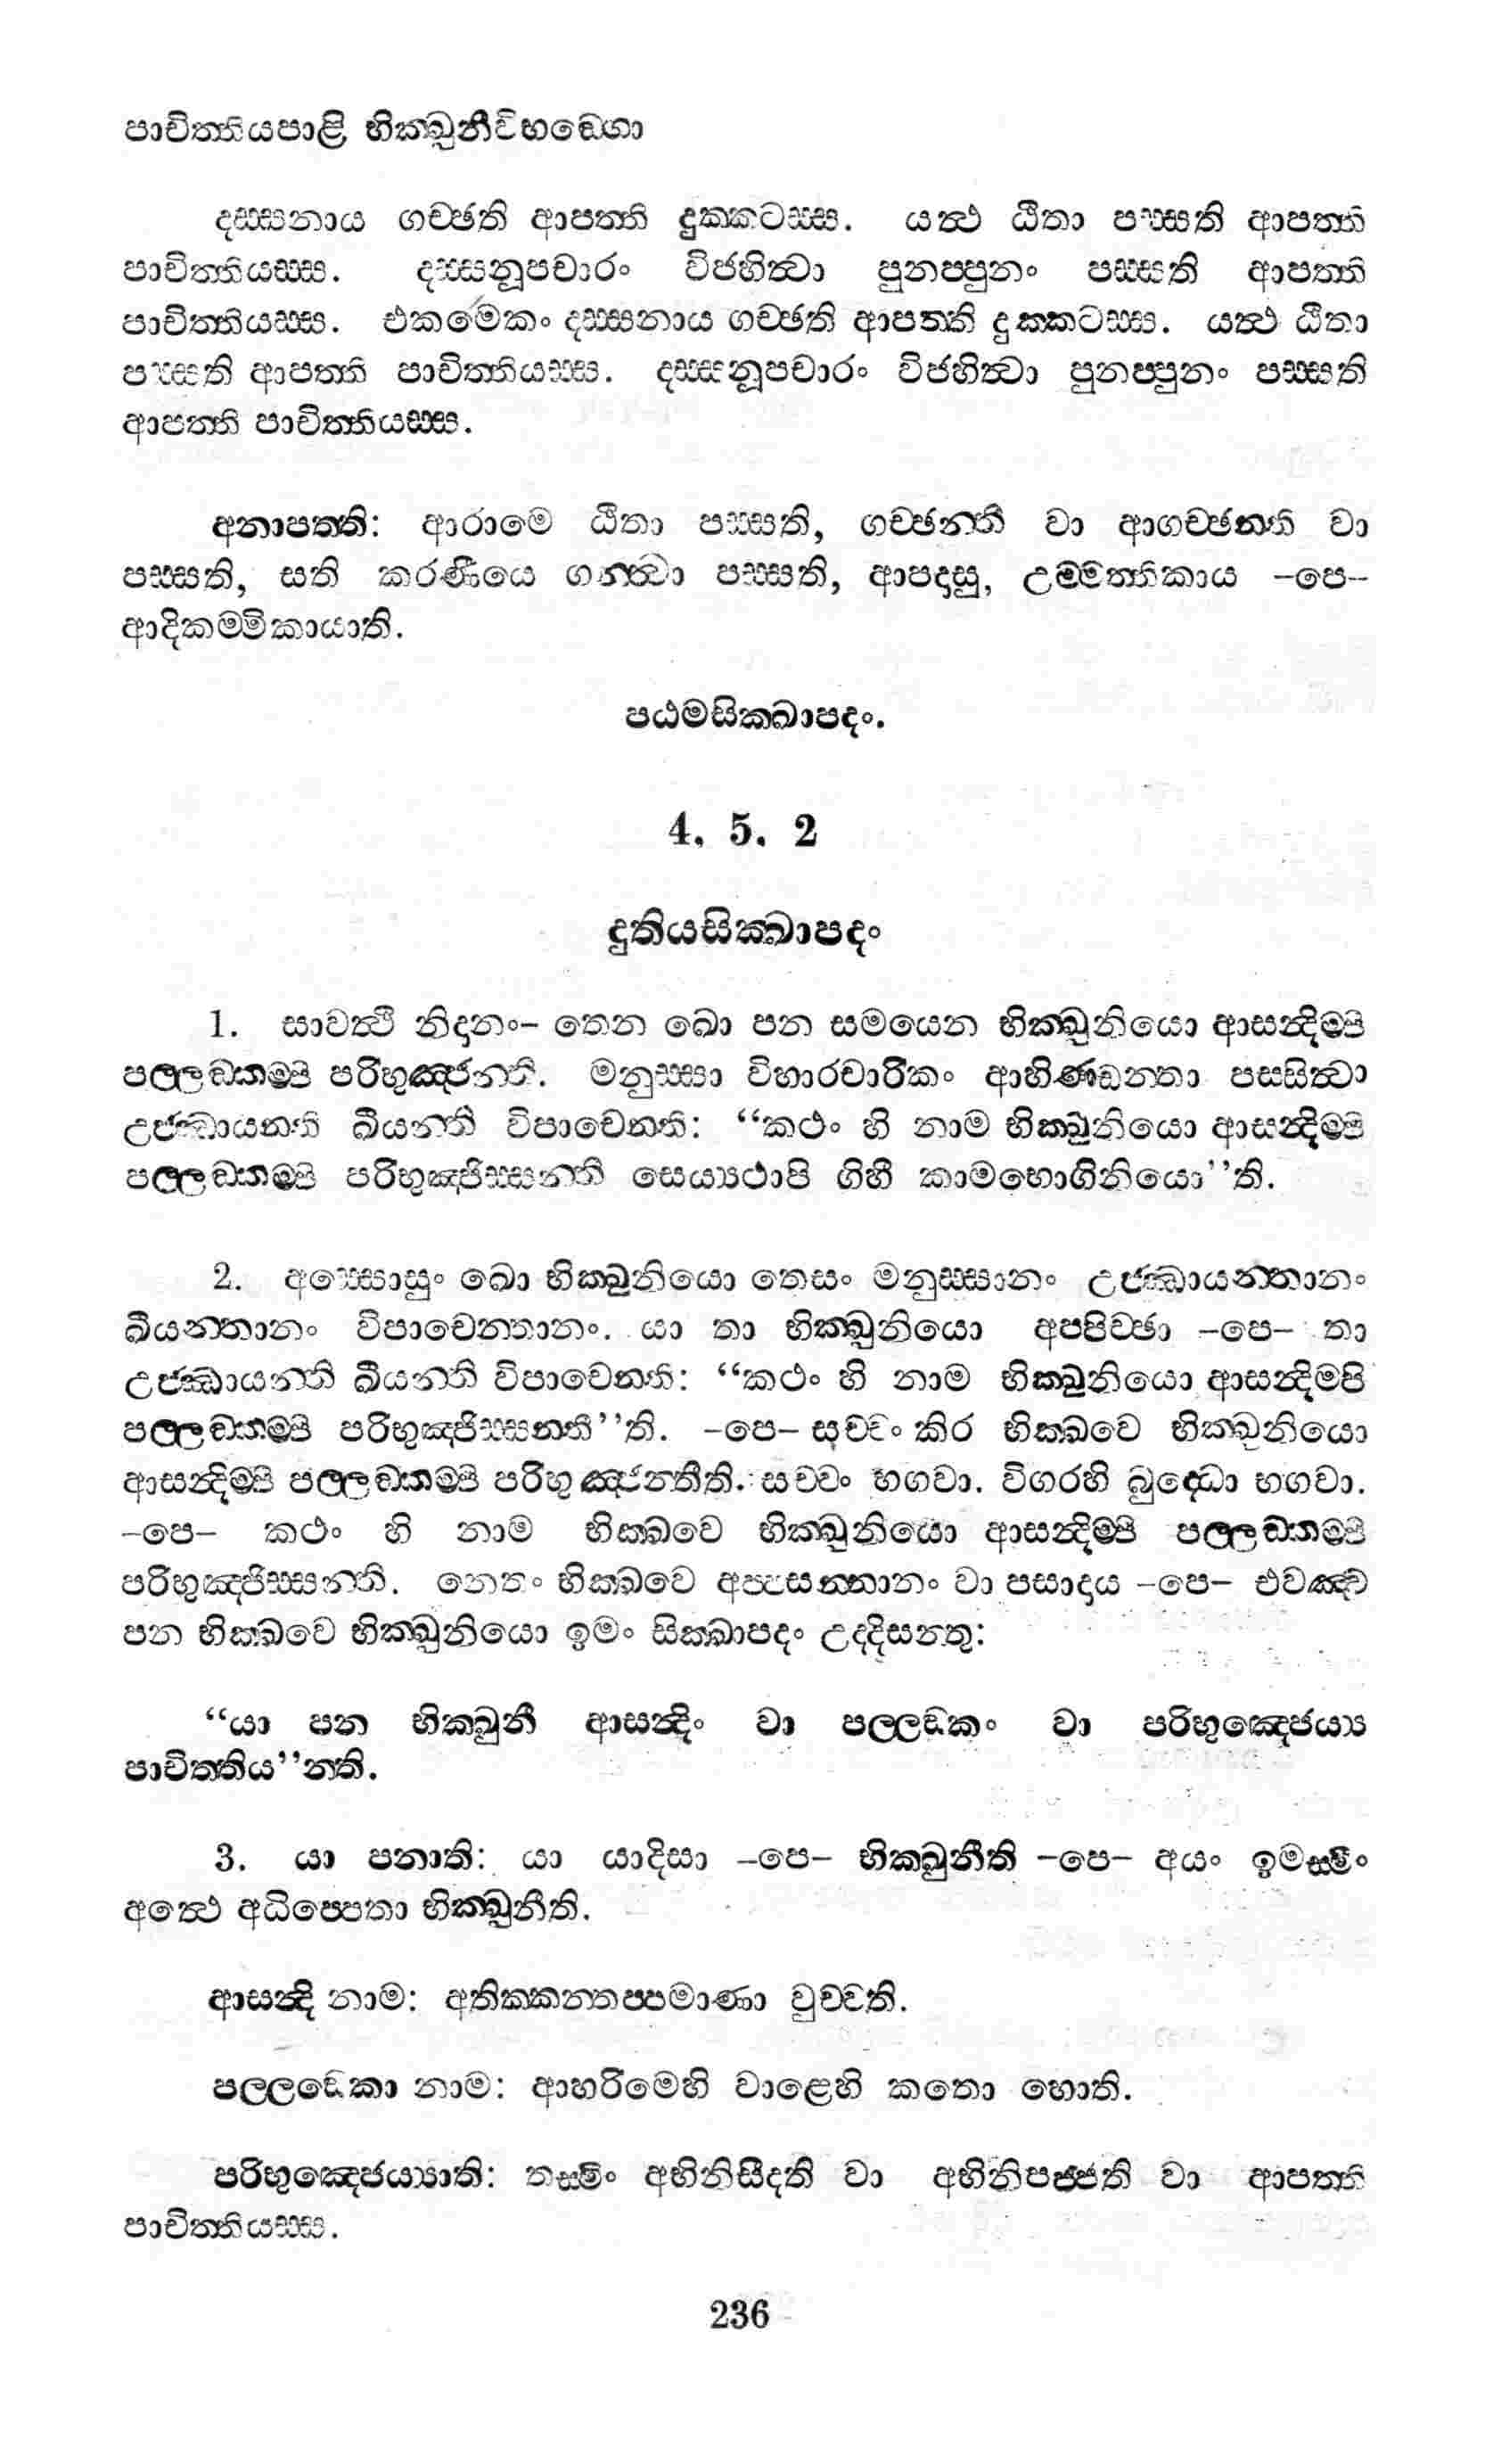 පාචිත්තියපාළි භික්ඛුනීවිභඞ්ගො
දස්සනාය ගච්ඡති ආපත්ති දුක්කටස්ස. යත්ථ ඨිතා පස්සති ආපත්ති
පාචිත්තියස්ස. දස්සනූපචාරං විජහිත්වා පුනප්පුනං පස්සති ආපත්ති
පාචිත්තියස්ස. එකමෙකං දස්සනාය ගච්ඡති ආපත්ති දුක්කටස්ස. යත්ථ ඨිතා
පස්සති ආපත්ති පාචිත්තියස්ස. දස්සනූපචාරං විජහිත්වා පුනප්පුනං පස්සති
ආපත්ති පාචිත්තියස්ස.
අනාපත්ති: ආරාමෙ ඨිතා පස්සති, ගච්ඡන්තී වා ආගච්ඡන්ති වා
පස්සති, සති කරණීයෙ ගන්ත්වා පස්සති, ආපදාසු, උම්මත්තිකාය -පෙ-
ආදිකම්මිකායාති.
පඨමසික්ඛාපදං.
4. 5. 2
දුතියසික්ඛාපදං
1. සාවත්ථි නිදානං- තෙන ඛො පන සමයෙන භික්ඛුනියො ආසන්දිම්පි
පල්ලඞ්කම්පි පරිභුඤ්ජන්ති. මනුස්සා විහාරචාරිකං ආහිණ්ඩන්තා පස්සිත්වා
උජ්ඣායන්ති ඛීයන්ති විපාචෙන්ති: “කථං හි නාම භික්ඛුනියො ආසන්දිම්පි
පල්ලඞ්කම්පි පරිභුඤ්ජිස්සන්ති සෙය්‍යථාපි ගිහී කාමභොගිනියො”ති.
2. අස්සොසුං ඛො භික්ඛුනියො තෙසං මනුස්සානං උජ්ඣායන්තානං
ඛීයන්තානං විපාචෙන්තානං. යා තා භික්ඛුනියො අප්පිච්ඡා -පෙ- තා
උජ්ඣායන්ති ඛීයන්ති විපාචෙන්ති: “කථං හි නාම භික්ඛුනියො ආසන්දිම්පි
පල්ලඞ්කම්පි පරිභුඤ්ජිස්සන්තී”ති. -පෙ- සච්චං කිර භික්ඛවෙ භික්ඛුනියො
ආසන්දිම්පි පල්ලඞ්කම්පි පරිභුඤ්ජන්තීති. සච්චං භගවා. විගරහි බුද්ධො භගවා.
-පෙ- කථං හි නාම භික්ඛවෙ භික්ඛුනියො ආසන්දිම්පි පල්ලඞ්කම්පි
පරිභුඤ්ජිස්සන්ති. නෙතං භික්ඛවෙ අප්පසන්නානං වා පසාදාය -පෙ- එවඤ්ච
පන භික්ඛවෙ භික්ඛුනියො ඉමං සික්ඛාපදං උද්දිසන්තු:
“යා පන භික්ඛුනී ආසන්දිං වා පල්ලඞ්කං වා පරිභුඤ්ජෙය්‍ය
පාචිත්තිය”න්ති.
3. යා පනාති: යා යාදිසා -පෙ- භික්ඛුනීති -පෙ- අයං ඉමස්මිං
අත්ථෙ අධිප්පෙතා භික්ඛුනීති.
ආසන්දි නාම: අතික්කන්තප්පමාණා වුච්චති.
පල්ලඞ්කො නාම: ආහරිමෙහි වාළෙහි කතො හොති.
පරිභුඤ්ජෙය්‍යාති: තස්මිං අභිනිසීදති වා අභිනිපජ්ජති වා ආපත්ති
පාචිත්තියස්ස.
236